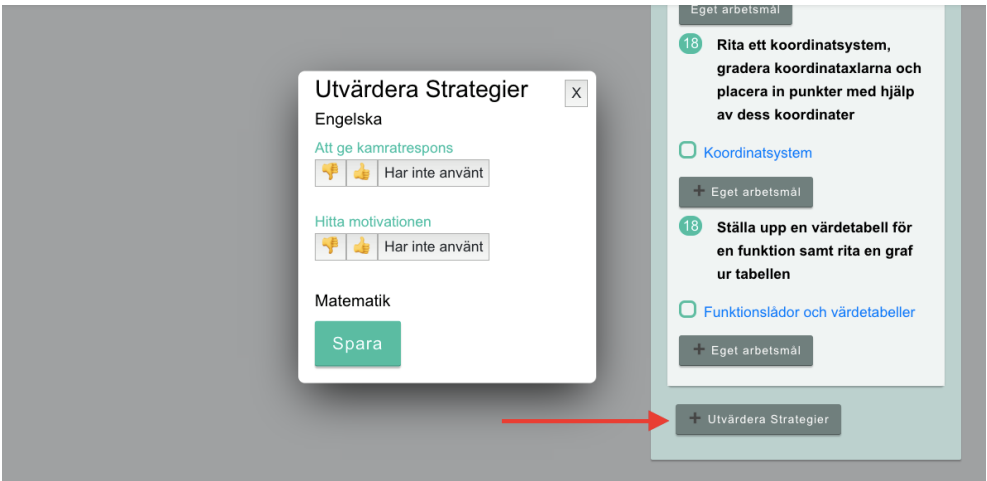 Utvärdera Strategier
X
Engelska
Att ge kamratrespons
Har inte använt
Hitta motivationen
Har inte använt
Matematik
Spara
Eget arbetsmål
18 Rita ett koordinatsystem,
gradera koordinataxlarna och
placera in punkter med hjälp
av dess koordinater
Koordinatsystem
+ Eget arbetsmål
18 Ställa upp en värdetabell för
en funktion samt rita en graf
ur tabellen
Funktionslådor och värdetabeller
+ Eget arbetsmål
+ Utvärdera Strategier